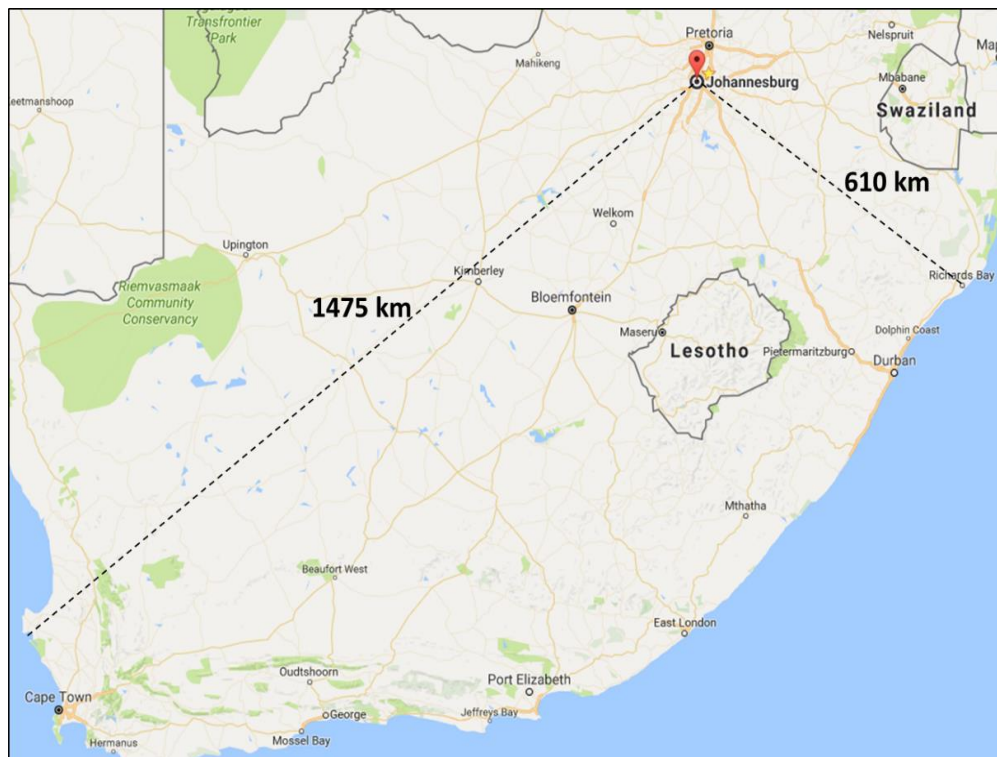 Transfrontier
Park
Pretoria
Nelspruit
Mahikeng
Johannesburg
Mbabane
Swaziland
610 km
Welkom
Upington
Kimberley
Richards Bay
Riemvasmaak
Community
Conservancy
1475 km
Bloemfontein
Maseru
Lesotho
Dolphin Coast
Pietermaritzburg
Durban
Mthatha
Beaufort West
East London
Oudtshoorn
Port Elizabeth
Cape Town
George
Jeffreys Bay
Mossel Bay
Hermanus